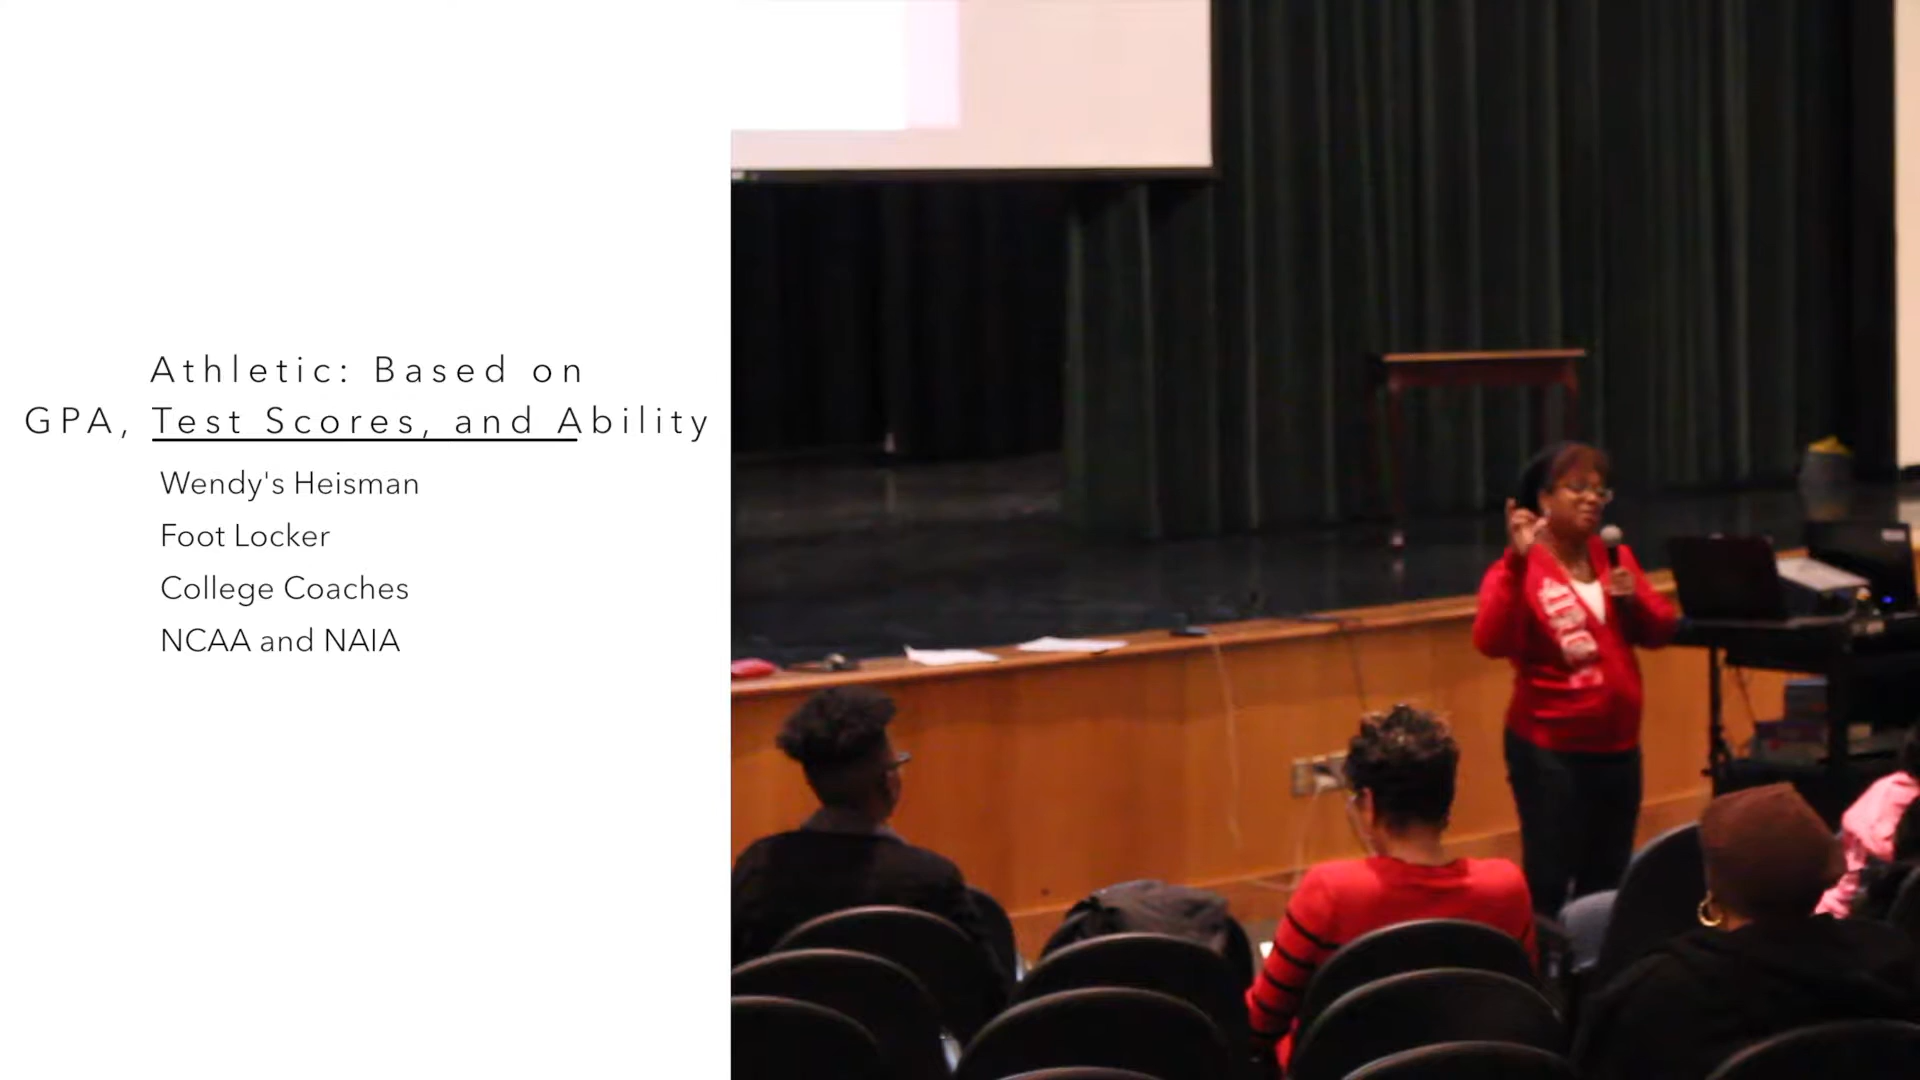 Athletic: Based on
GPA, Test Scores, and Ability
Wendy's Heisman
Foot Locker
College Coaches
NCAA and NAIA